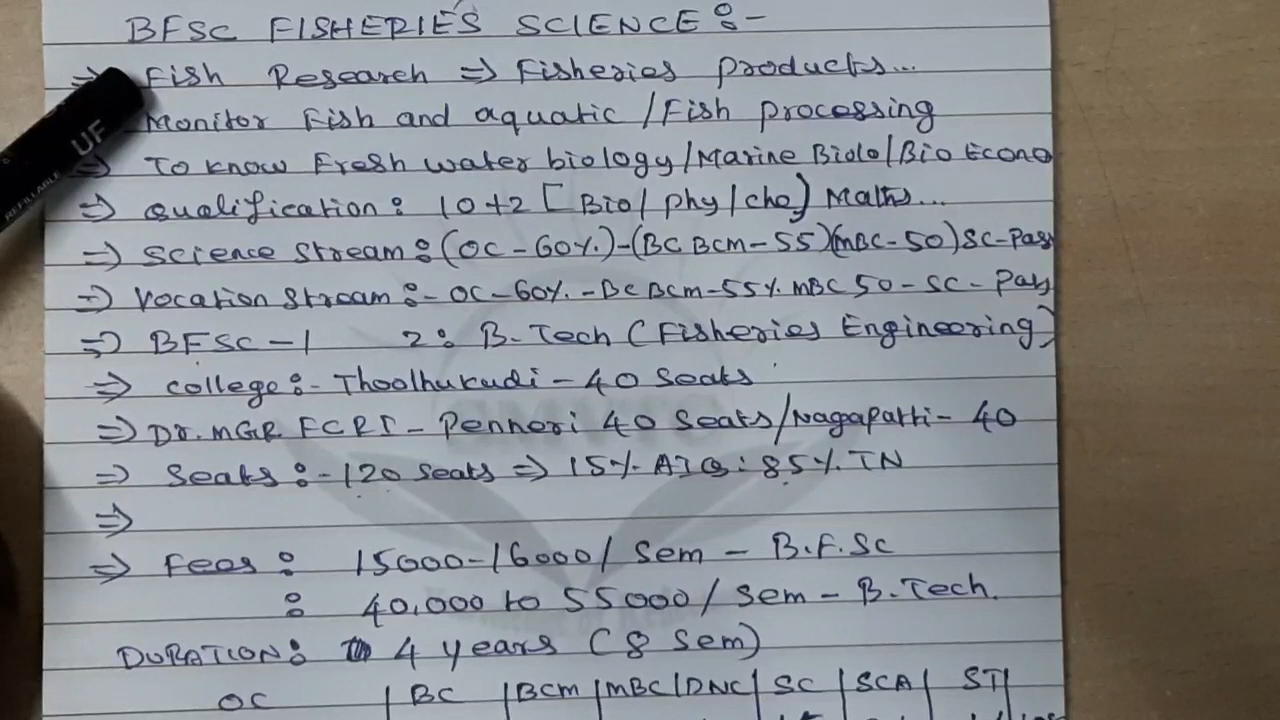 BFSC FISHERIES SCIENCE :-
⇒ Fish Research ⇒ Fisheries products...
Monitor Fish and aquatic / Fish processing
⇒ To know Fresh water biology / Marine Biolo / Bio Econo
⇒ Qualification : 10+2 [Bio / phy / che] Maths...
⇒ Science Stream : (OC-60%)-(BC BCM-55)(MBC-50) SC-Pass
⇒ Vocation Stream :- OC-60%.-BC BCM-55% MBC 50-SC-Pass
⇒ BFSC-1 2: B.Tech (Fisheries Engineering)
⇒ College :- Thoolhukudi - 40 Seats
⇒ Dr. MGR FCRI - Ponneri 40 Seats / Nagapatti - 40
⇒ Seats :- 120 Seats ⇒ 15% AIQ : 85% TN
⇒
⇒ Fees : 15000-16000 / Sem - B.F.Sc
: 40,000 to 55000 / Sem - B.Tech.
DURATION : 4 years (8 Sem)
OC | BC | BCM | MBC/DNC | SC | SCA | ST |
UF
REFILLABLE